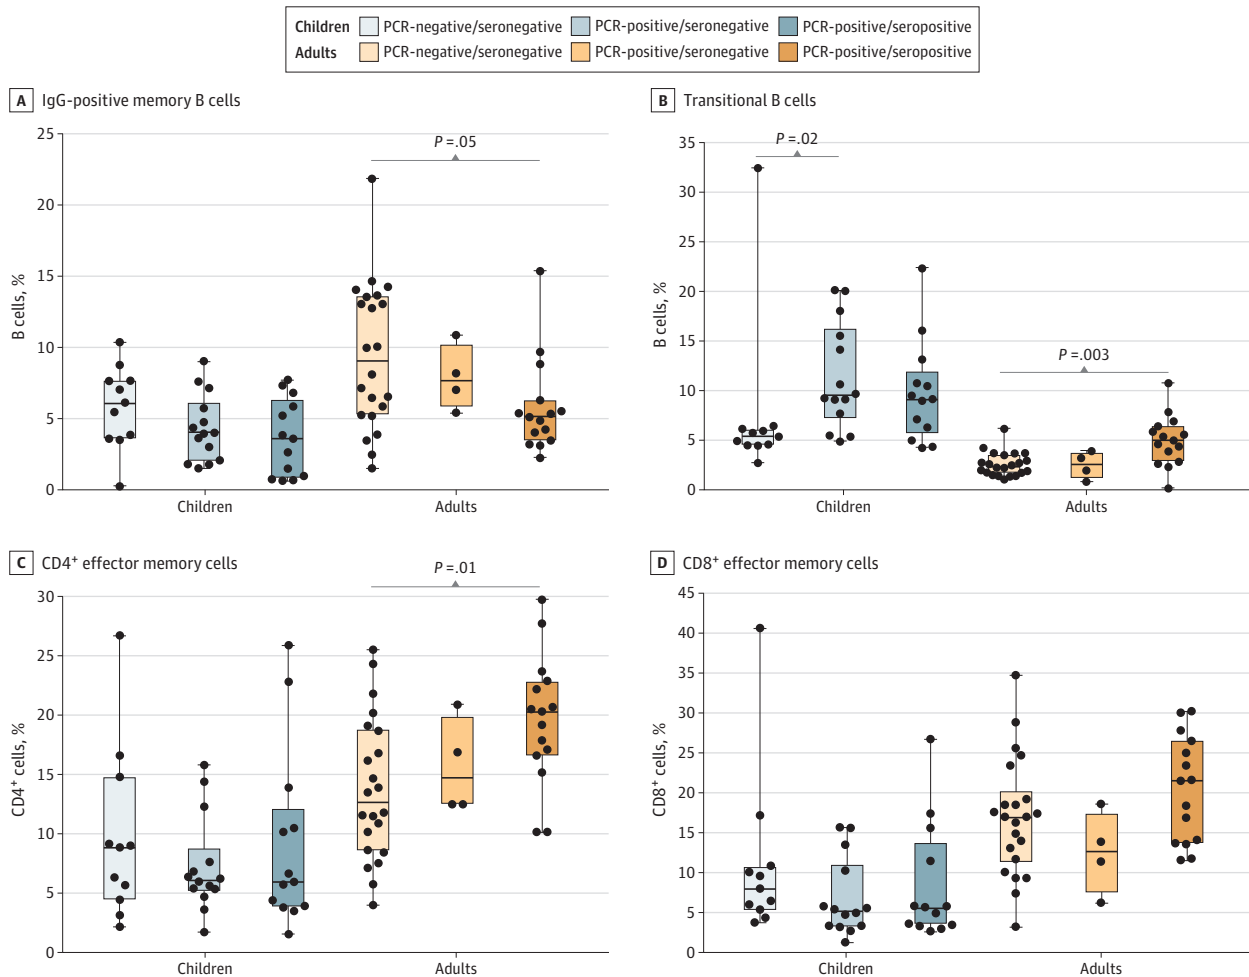 Children PCR-negative/seronegative PCR-positive/seronegative PCR-positive/seropositive
Adults PCR-negative/seronegative PCR-positive/seronegative PCR-positive/seropositive
A IgG-positive memory B cells
P =.05
25
20
15
10
5
0
B cells, %
Children Adults
B Transitional B cells
P =.02
P =.003
35
30
25
20
15
10
5
0
B cells, %
Children Adults
C CD4+ effector memory cells
P =.01
30
25
20
15
10
5
0
CD4+ cells, %
Children Adults
D CD8+ effector memory cells
45
40
35
30
25
20
15
10
5
0
CD8+ cells, %
Children Adults